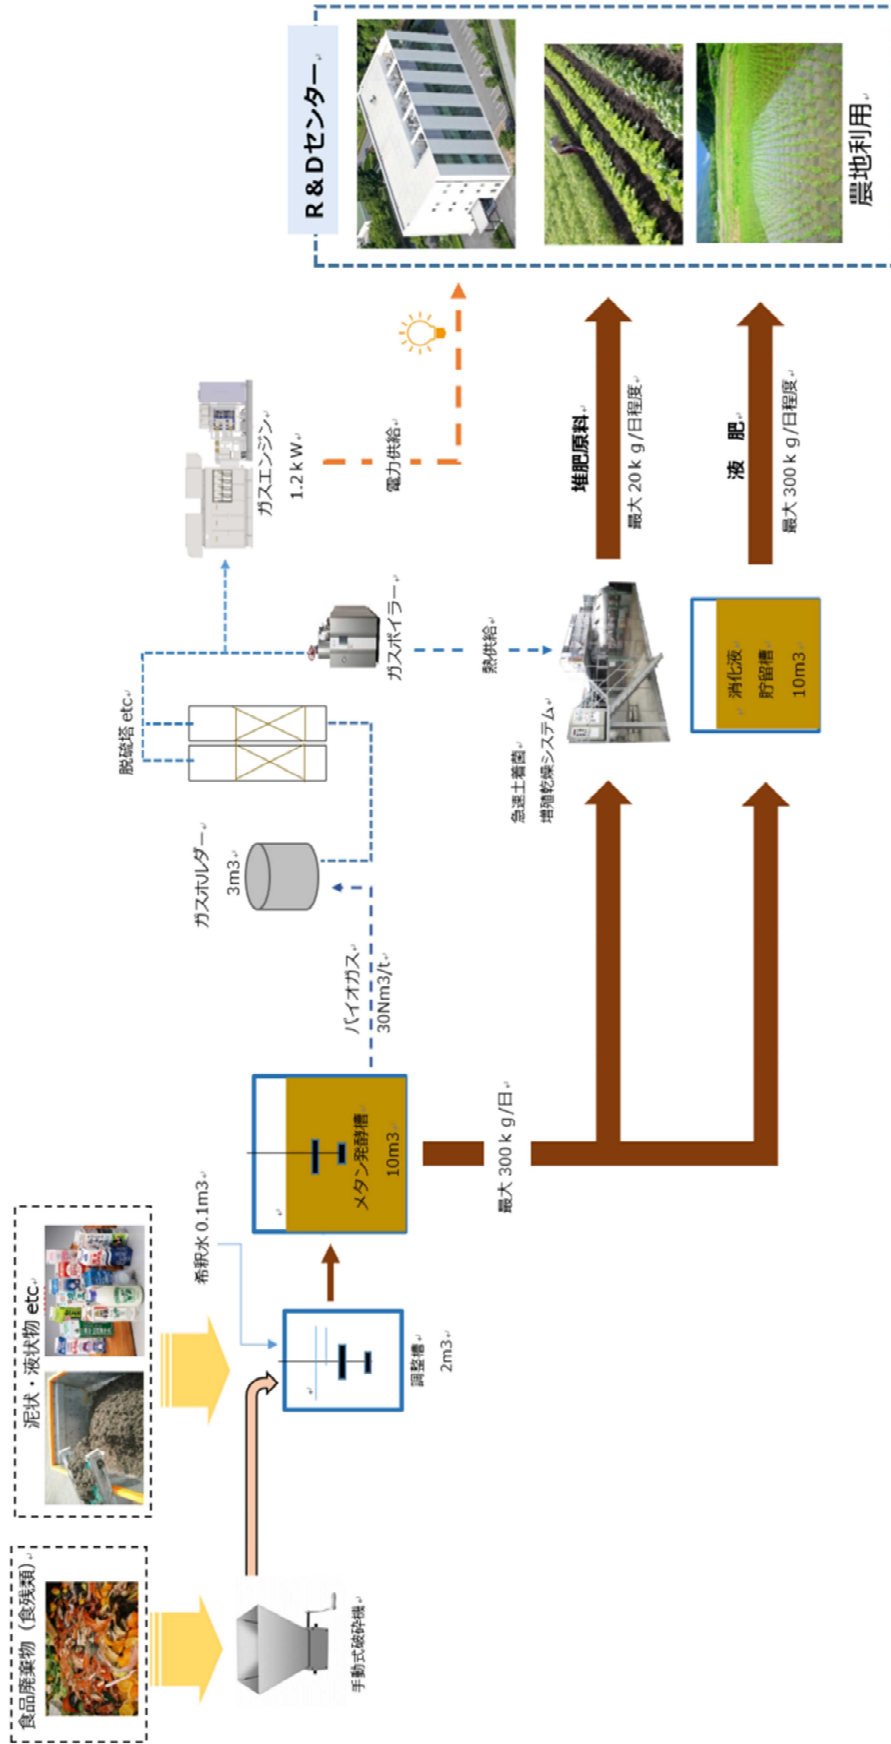 食品廃棄物（食残類）
泥状・液状物 etc
手動式破砕機
希釈水 0.1m3
調整槽
2m3
メタン発酵槽
10m3
バイオガス
30Nm3/t
ガスホルダー
3m3
脱硫塔 etc
ガスボイラー
ガスエンジン
1.2ｋW
電力供給
熱供給
最大 300ｋg/日
急速土着菌
増殖乾燥システム
消化液
貯留槽
10m3
堆肥原料
最大 20ｋg/日程度
液　肥
最大 300ｋg/日程度
R＆Dセンター
農地利用